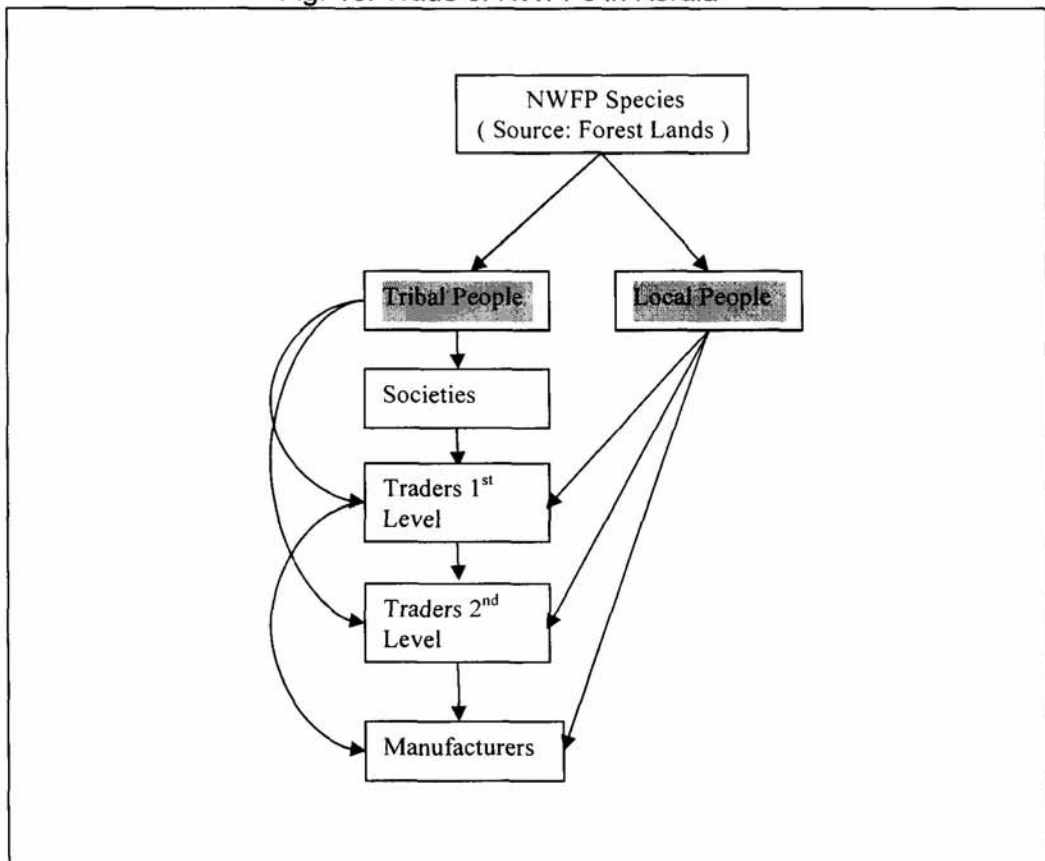 NWFP Species
( Source: Forest Lands )
Tribal People
Local People
Societies
Traders 1st
Level
Traders 2nd
Level
Manufacturers